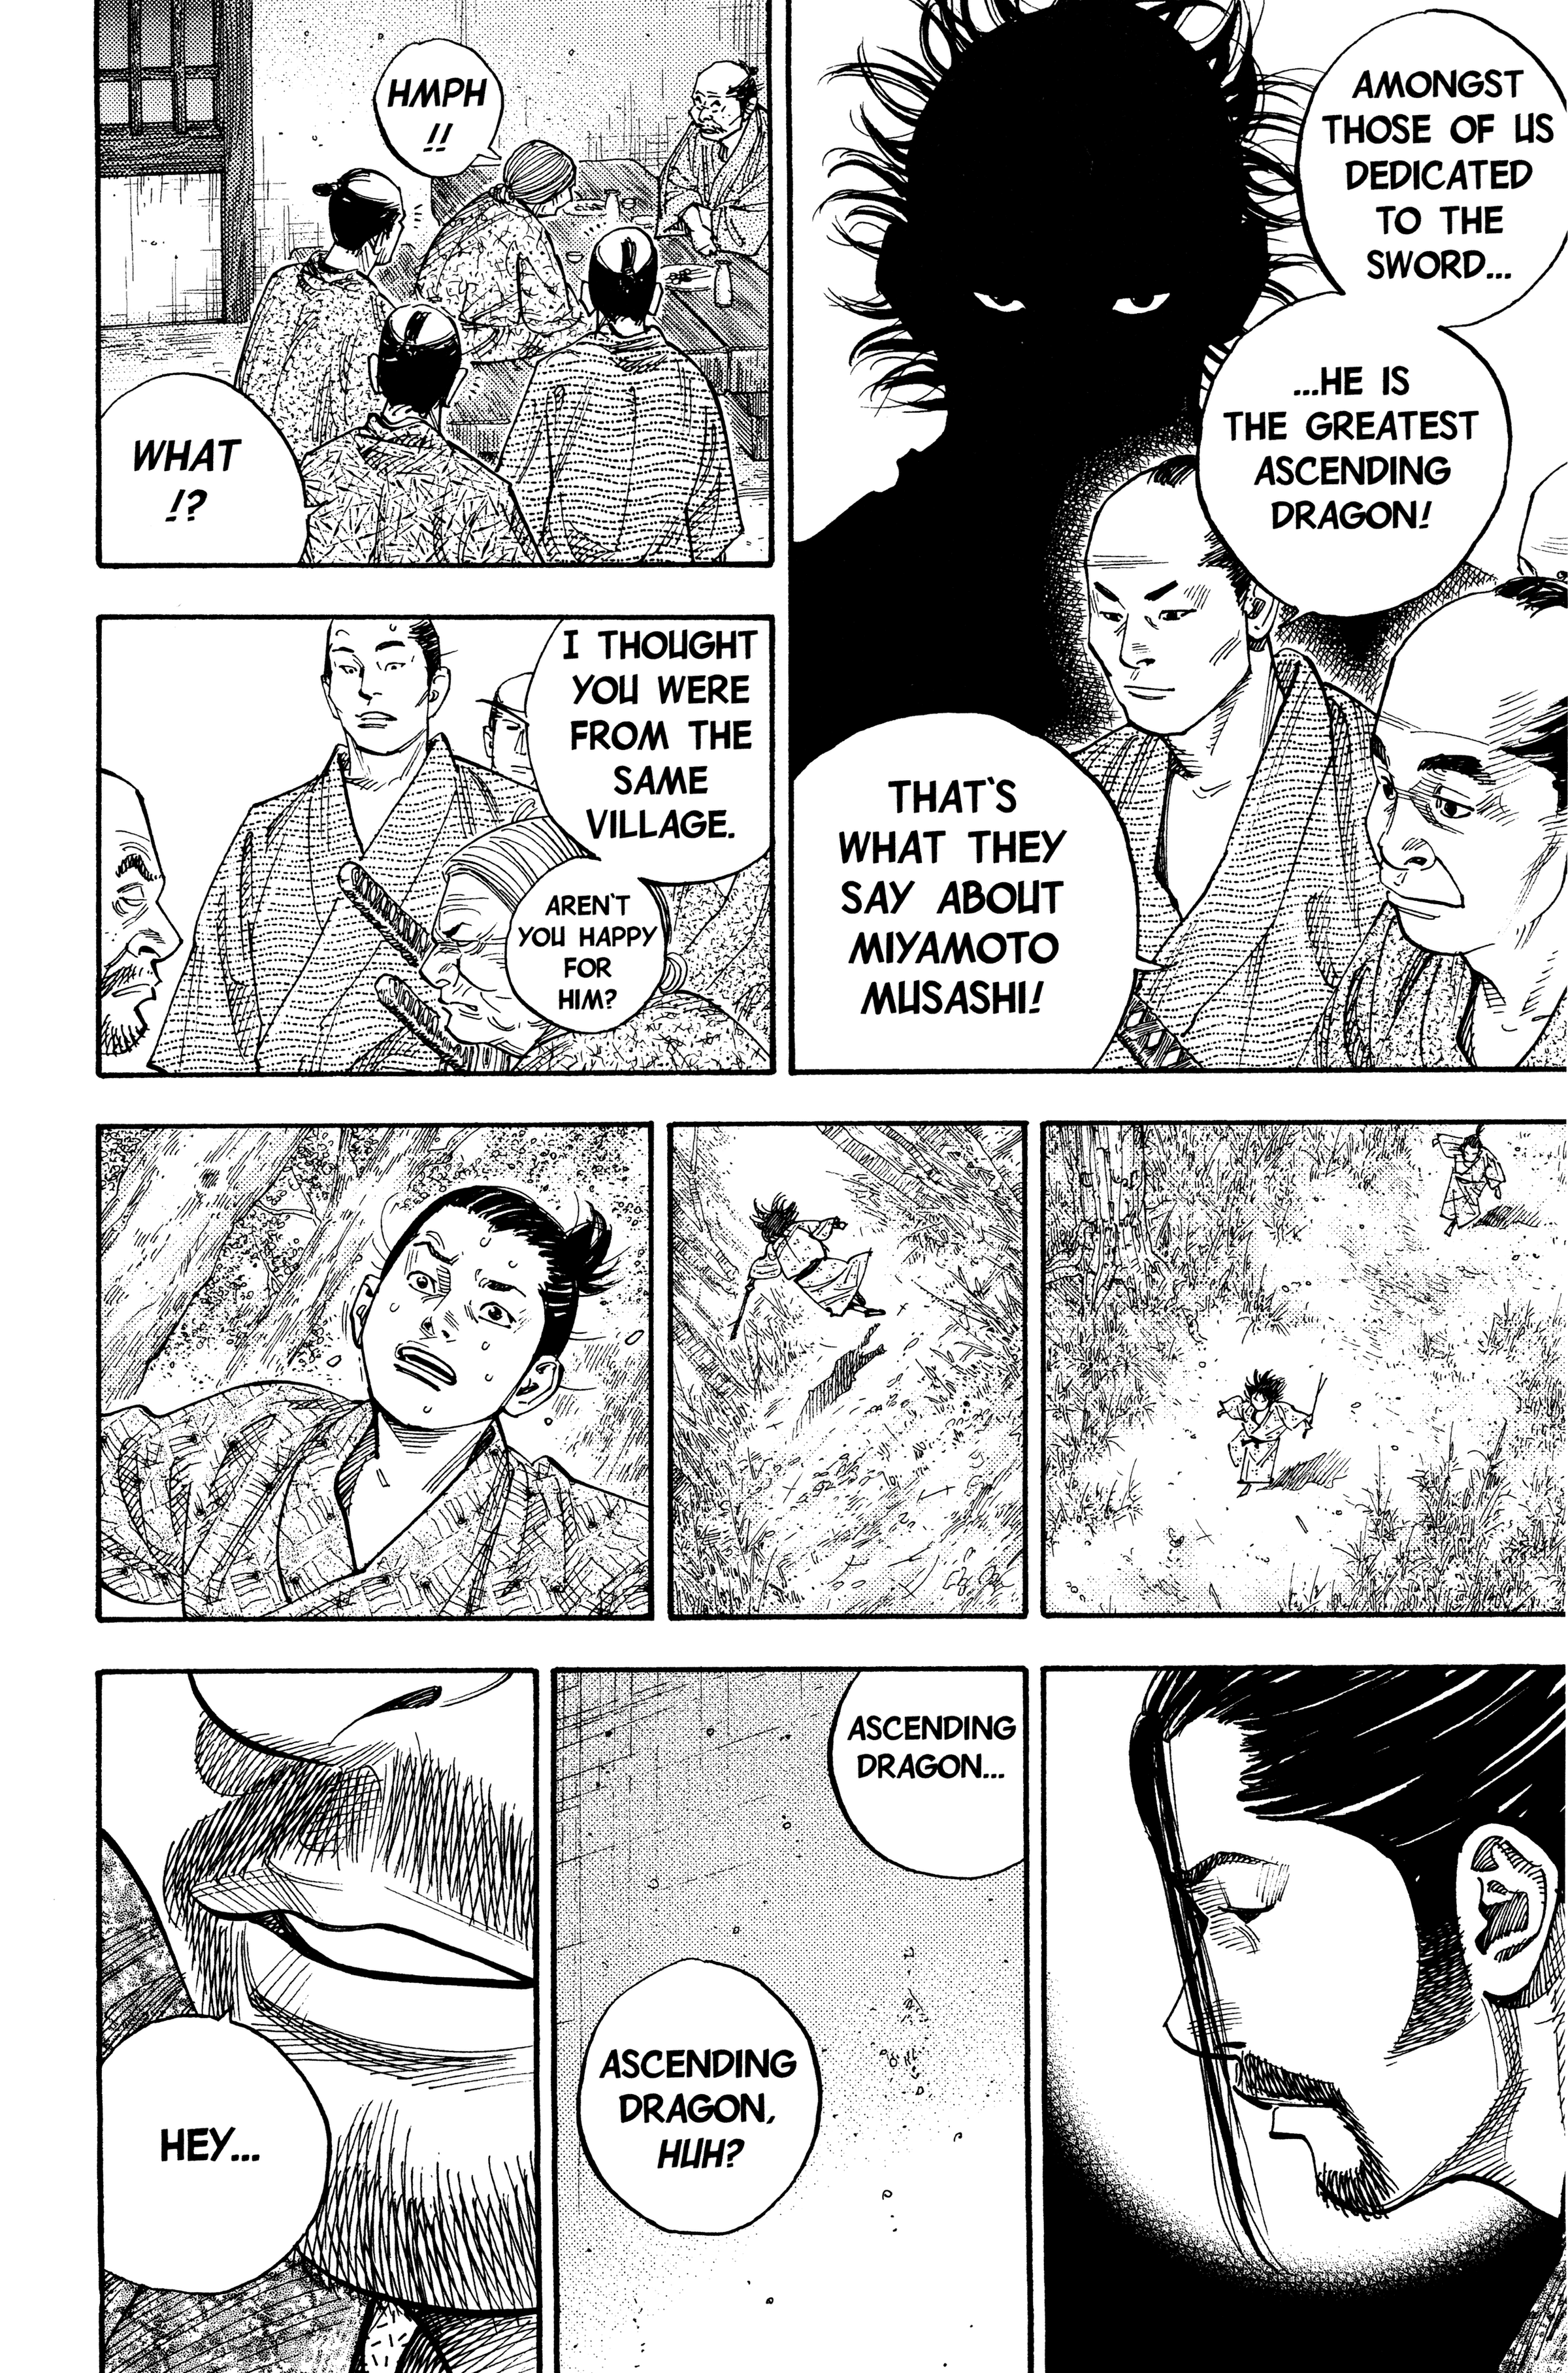 AMONGST
THOSE OF US
DEDICATED
TO THE
SWORD...
...HE IS
THE GREATEST
ASCENDING
DRAGON!
THAT'S
WHAT THEY
SAY ABOUT
MIYAMOTO
MUSASHI!
HMPH
!!
WHAT
!?
I THOUGHT
YOU WERE
FROM THE
SAME
VILLAGE.
AREN'T
YOU HAPPY
FOR
HIM?
ASCENDING
DRAGON...
ASCENDING
DRAGON,
HUH?
HEY...